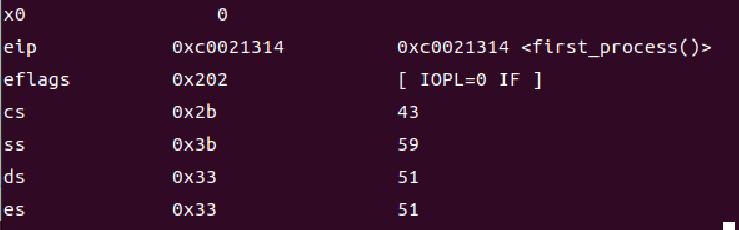 x0 0
eip 0xc0021314 0xc0021314 <first_process()>
eflags 0x202 [ IOPL=0 IF ]
cs 0x2b 43
ss 0x3b 59
ds 0x33 51
es 0x33 51